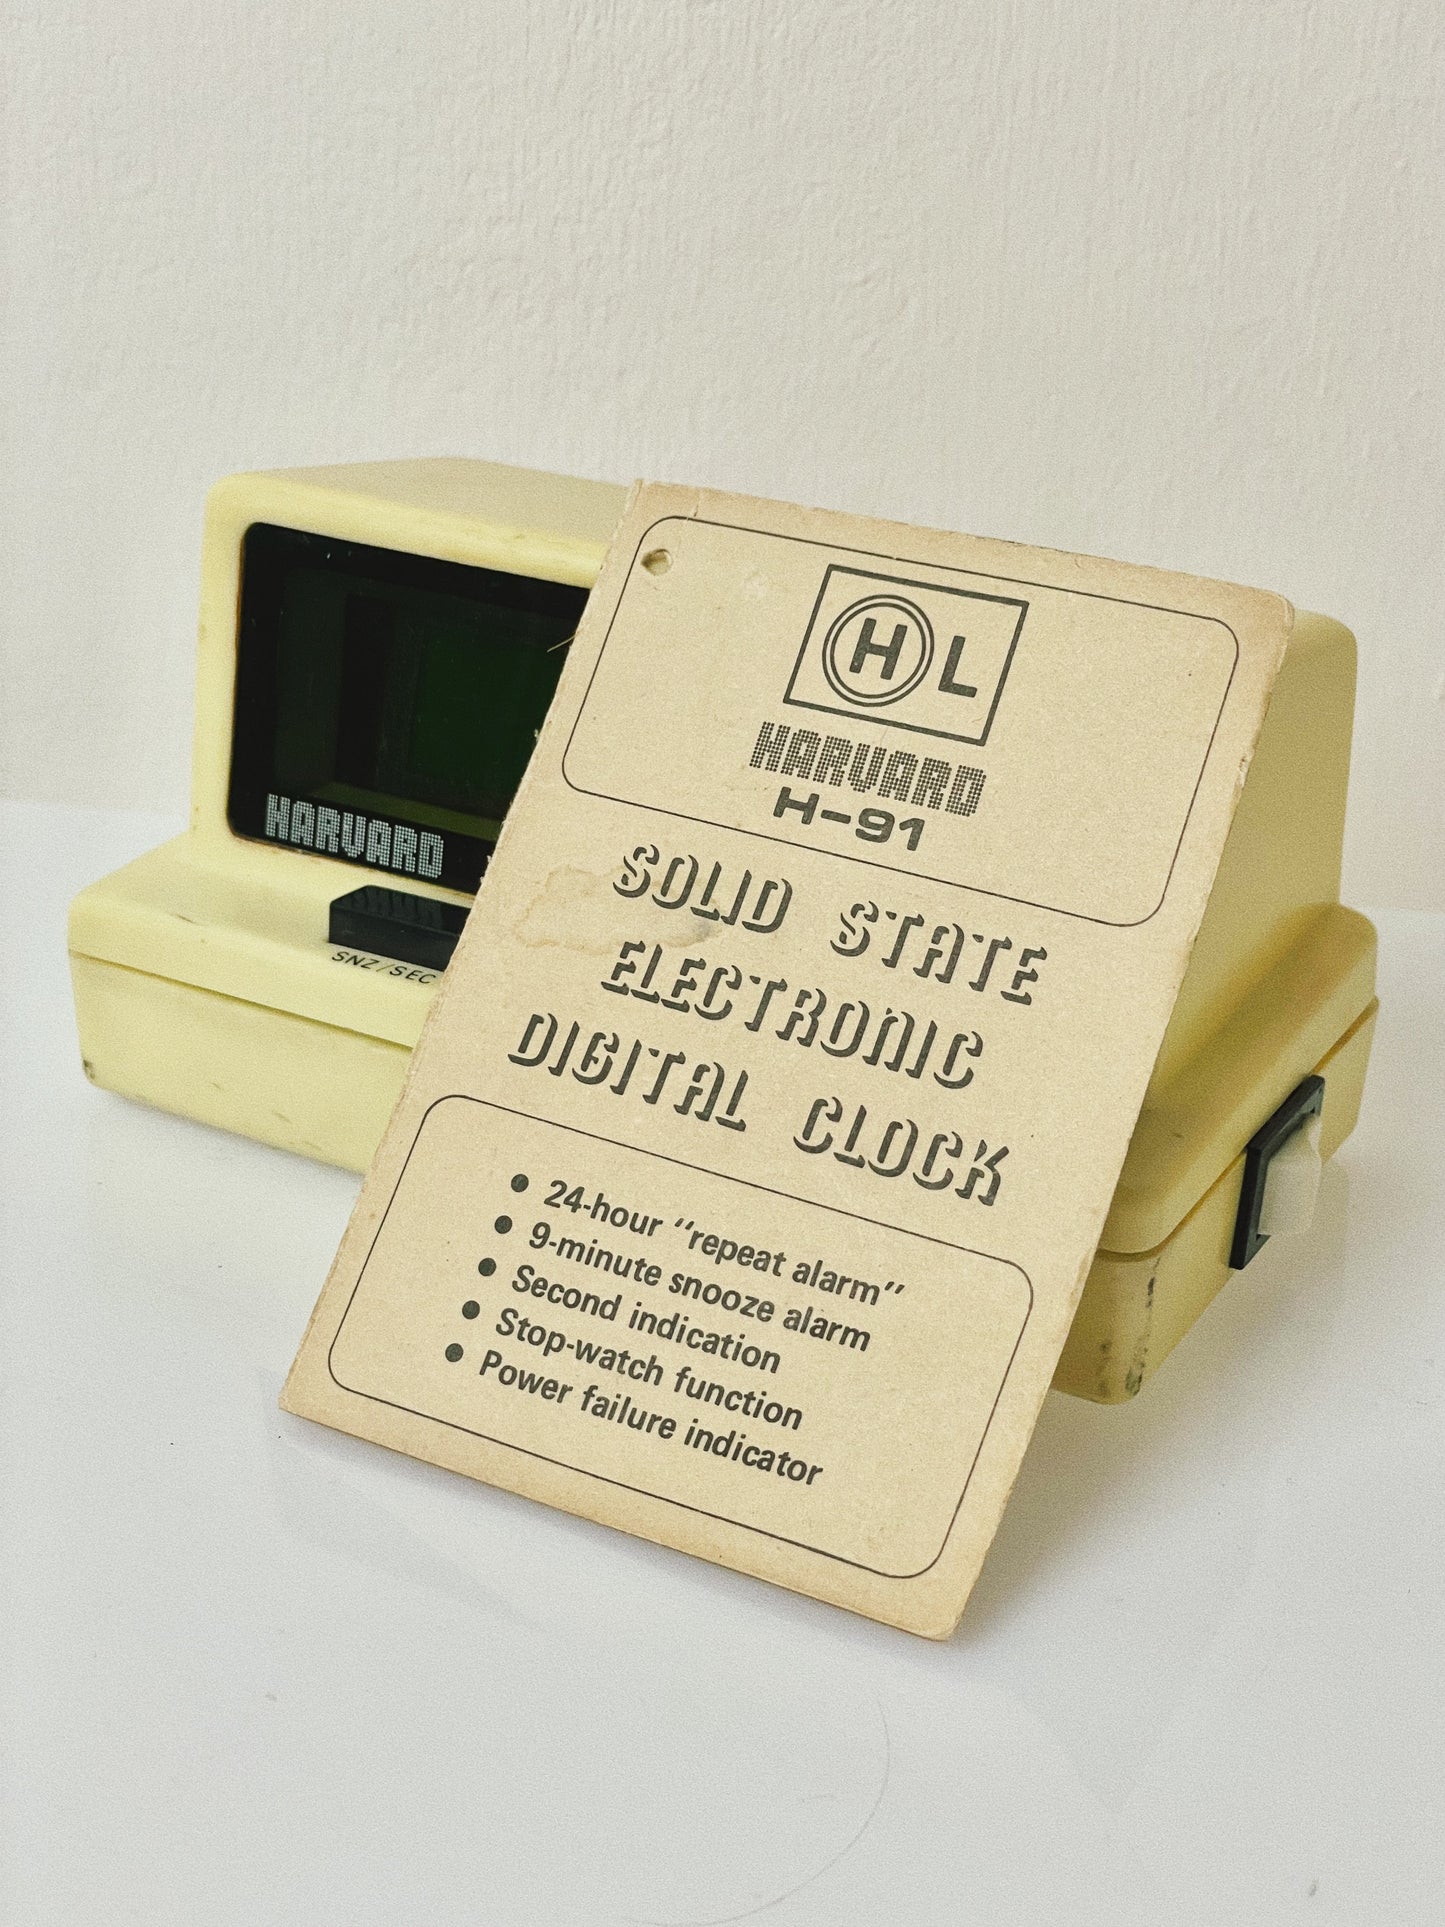 HARVARD
SNZ/SEC
HL
HARVARD
H-91
SOLID STATE
ELECTRONIC
DIGITAL CLOCK
• 24-hour "repeat alarm"
• 9-minute snooze alarm
• Second indication
• Stop-watch function
• Power failure indicator